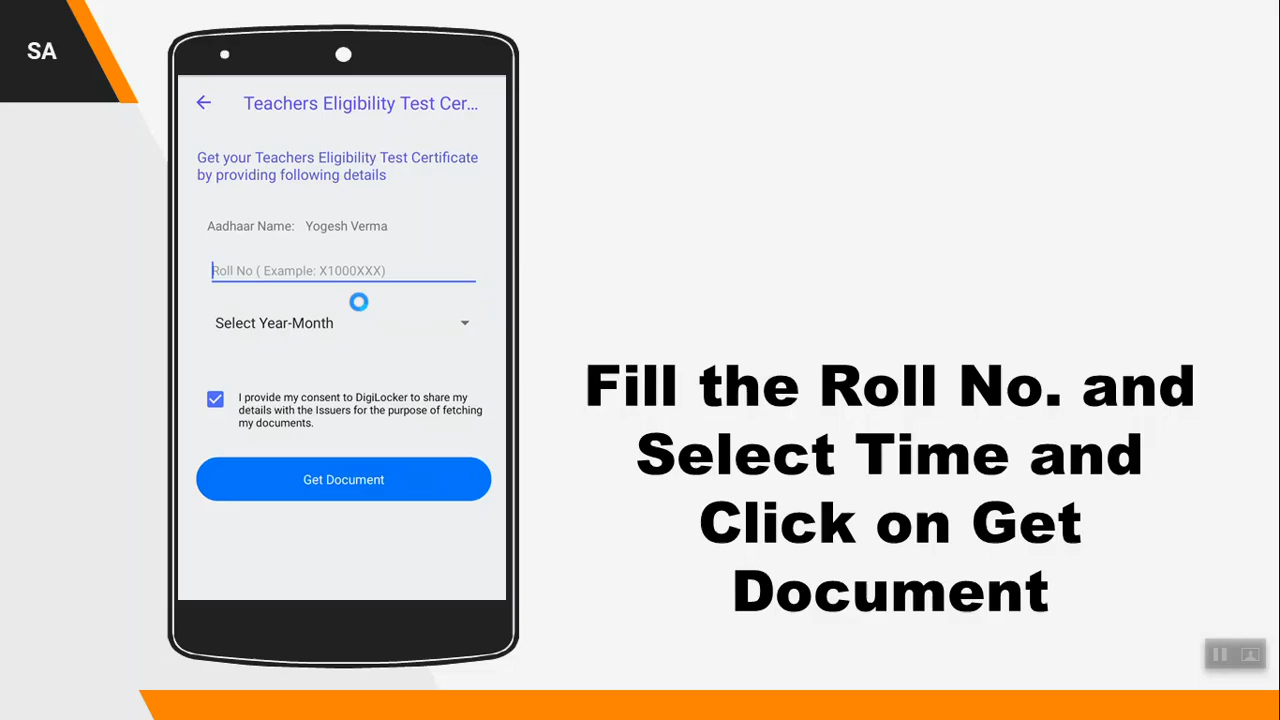 SA
Teachers Eligibility Test Cer...
Get your Teachers Eligibility Test Certificate
by providing following details
Aadhaar Name: Yogesh Verma
Roll No ( Example: X1000XXX)
Select Year-Month
I provide my consent to DigiLocker to share my
details with the Issuers for the purpose of fetching
my documents.
Get Document
Fill the Roll No. and
Select Time and
Click on Get
Document